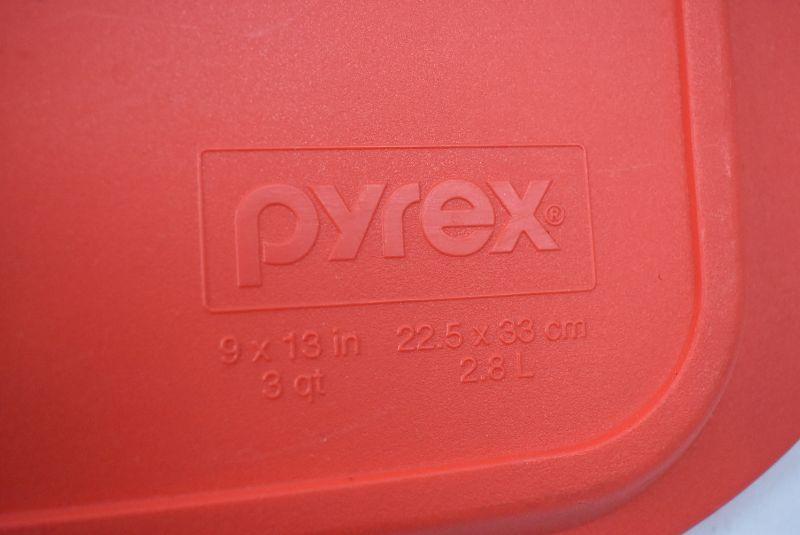 pyrex®
9 x 13 in 22.5 x 33 cm
3 qt 2.8 L